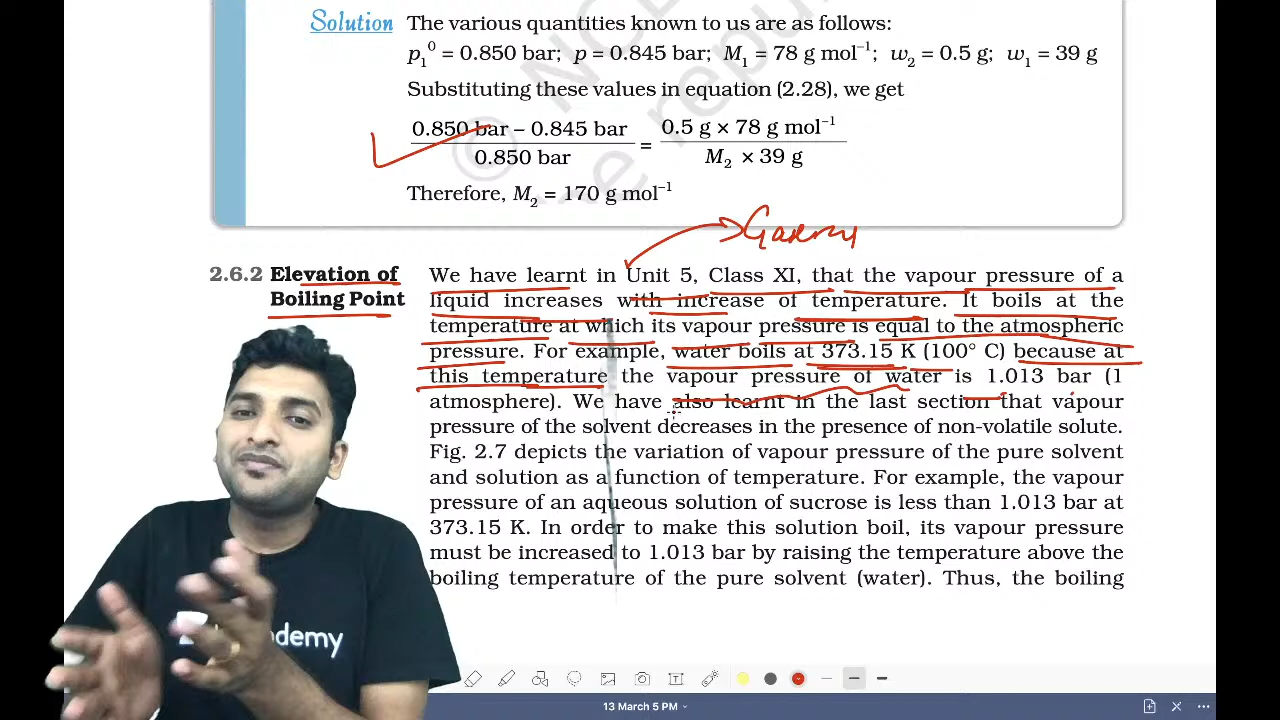 Solution The various quantities known to us are as follows:
p₁⁰ = 0.850 bar; p = 0.845 bar; M₁ = 78 g mol⁻¹; w₂ = 0.5 g; w₁ = 39 g
Substituting these values in equation (2.28), we get
0.850 bar – 0.845 bar / 0.850 bar = 0.5 g × 78 g mol⁻¹ / M₂ × 39 g
Therefore, M₂ = 170 g mol⁻¹
2.6.2 Elevation of Boiling Point
We have learnt in Unit 5, Class XI, that the vapour pressure of a
liquid increases with increase of temperature. It boils at the
temperature at which its vapour pressure is equal to the atmospheric
pressure. For example, water boils at 373.15 K (100° C) because at
this temperature the vapour pressure of water is 1.013 bar (1
atmosphere). We have also learnt in the last section that vapour
pressure of the solvent decreases in the presence of non-volatile solute.
Fig. 2.7 depicts the variation of vapour pressure of the pure solvent
and solution as a function of temperature. For example, the vapour
pressure of an aqueous solution of sucrose is less than 1.013 bar at
373.15 K. In order to make this solution boil, its vapour pressure
must be increased to 1.013 bar by raising the temperature above the
boiling temperature of the pure solvent (water). Thus, the boiling
13 March 5 PM